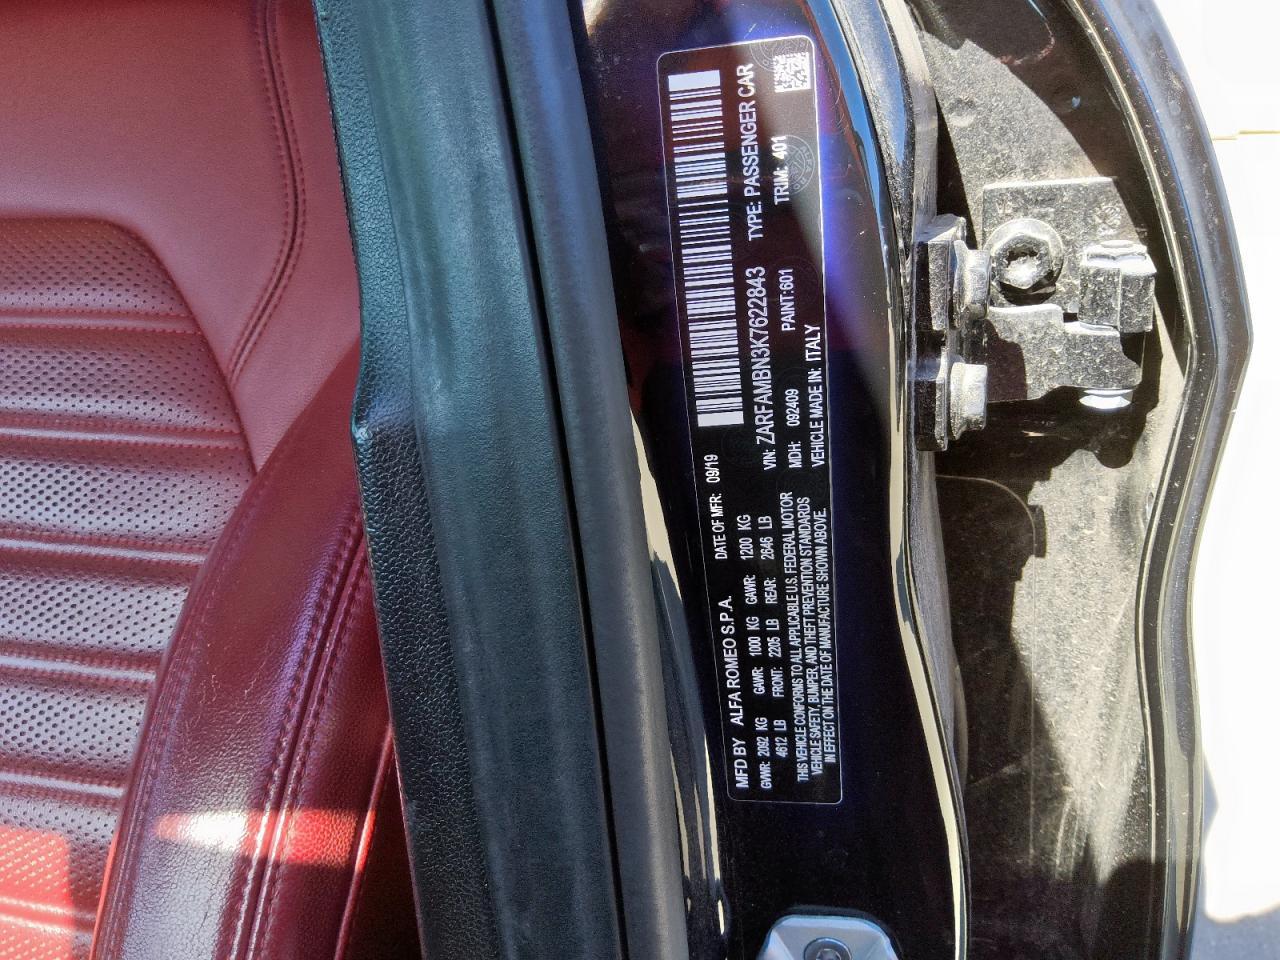 MFD BY ALFA ROMEO S.P.A. DATE OF MFR: 09/19
GVWR: 2092 KG GAWR: 1000 KG GAWR: 1200 KG
4612 LB FRONT: 2205 LB REAR: 2646 LB
THIS VEHICLE CONFORMS TO ALL APPLICABLE U.S. FEDERAL MOTOR
VEHICLE SAFETY, BUMPER, AND THEFT PREVENTION STANDARDS
IN EFFECT ON THE DATE OF MANUFACTURE SHOWN ABOVE.
VIN: ZARFAMBN3K7622843 TYPE: PASSENGER CAR
MDH: 092409 PAINT:601 TRIM: 401
VEHICLE MADE IN: ITALY